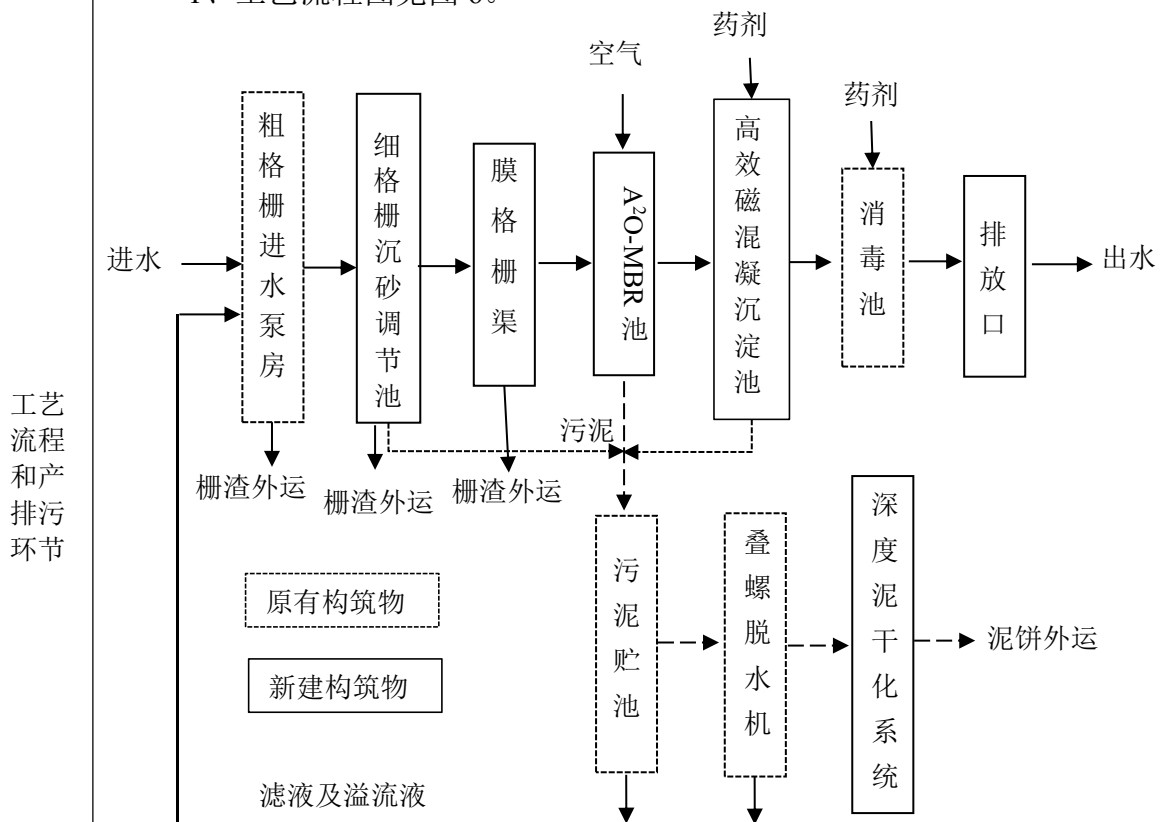 药剂
空气
药剂
粗格栅进水泵房
细格栅沉砂调节池
膜格栅渠
A²O-MBR池
高效磁混凝沉淀池
消毒池
排放口
进水
出水
污泥
栅渣外运
栅渣外运
栅渣外运
工艺
流程
和产
排污
环节
污泥贮池
叠螺脱水机
深度泥干化系统
泥饼外运
原有构筑物
新建构筑物
滤液及溢流液